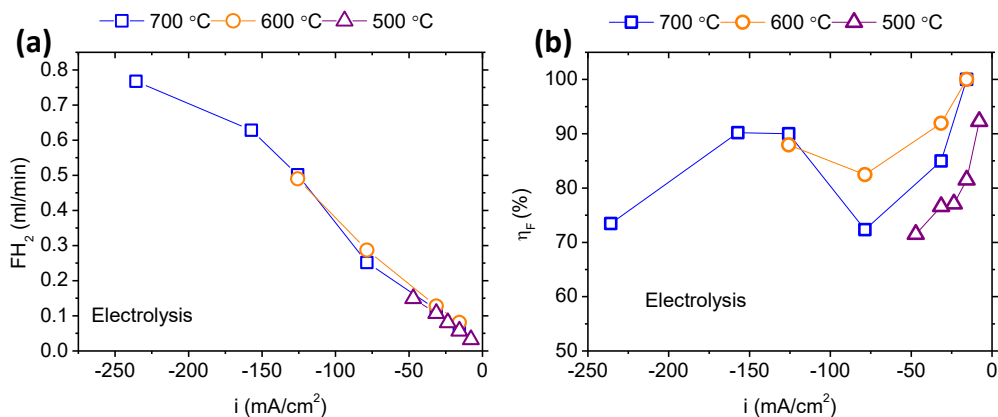 700 °C 600 °C 500 °C
(a)
0.8
0.7
0.6
0.5
0.4
0.3
0.2
0.1
0.0
FH₂ (ml/min)
Electrolysis
-250 -200 -150 -100 -50 0
i (mA/cm²)
700 °C 600 °C 500 °C
(b)
100
90
80
70
60
50
η_F (%)
Electrolysis
-250 -200 -150 -100 -50 0
i (mA/cm²)